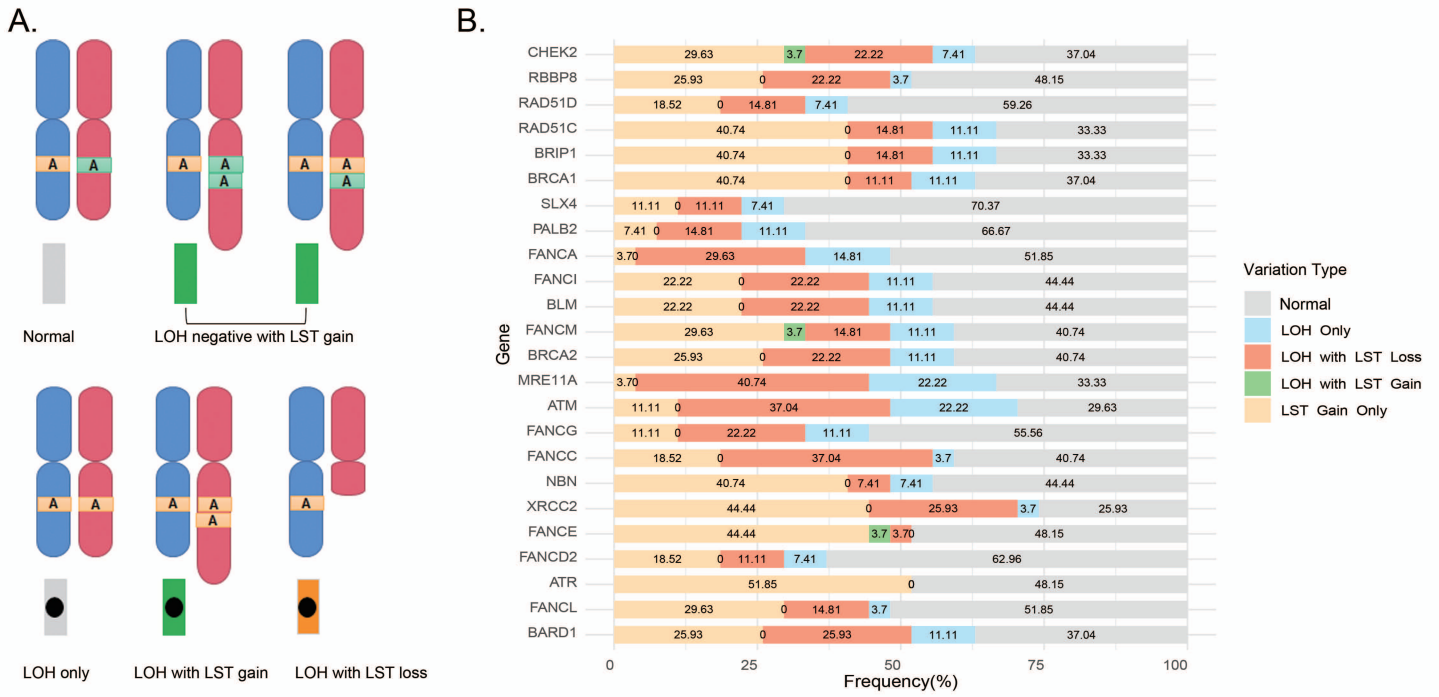 A.
A
A
A
A
A
A
A
A
Normal
LOH negative with LST gain
A
A
A
A
A
A
LOH only
LOH with LST gain
LOH with LST loss
B.
Gene
CHEK2 29.63 3.7 22.22 7.41 37.04
RBBP8 25.93 0 22.22 3.7 48.15
RAD51D 18.52 0 14.81 7.41 59.26
RAD51C 40.74 0 14.81 11.11 33.33
BRIP1 40.74 0 14.81 11.11 33.33
BRCA1 40.74 0 11.11 11.11 37.04
SLX4 11.11 0 11.11 7.41 70.37
PALB2 7.41 0 14.81 11.11 66.67
FANCA 3.70 29.63 14.81 51.85
FANCI 22.22 0 22.22 11.11 44.44
BLM 22.22 0 22.22 11.11 44.44
FANCM 29.63 3.7 14.81 11.11 40.74
BRCA2 25.93 0 22.22 11.11 40.74
MRE11A 3.70 40.74 22.22 33.33
ATM 11.11 0 37.04 22.22 29.63
FANCG 11.11 0 22.22 11.11 55.56
FANCC 18.52 0 37.04 3.7 40.74
NBN 40.74 0 7.41 7.41 44.44
XRCC2 44.44 0 25.93 3.7 25.93
FANCE 44.44 3.7 3.70 48.15
FANCD2 18.52 0 11.11 7.41 62.96
ATR 51.85 0 48.15
FANCL 29.63 0 14.81 3.7 51.85
BARD1 25.93 0 25.93 11.11 37.04
0 25 50 75 100
Frequency(%)
Variation Type
Normal
LOH Only
LOH with LST Loss
LOH with LST Gain
LST Gain Only